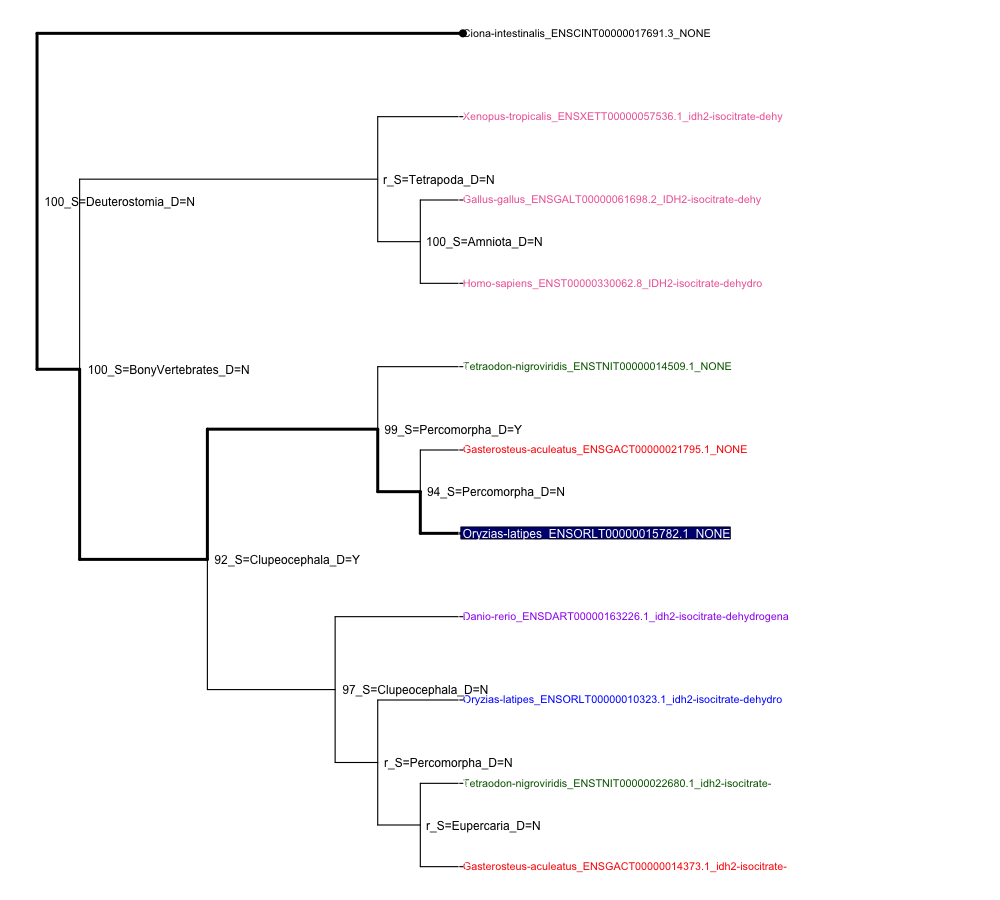 Ciona-intestinalis_ENSCINT00000017691.3_NONE
Xenopus-tropicalis_ENSXETT00000057536.1_idh2-isocitrate-dehy
r_S=Tetrapoda_D=N
100_S=Deuterostomia_D=N
Gallus-gallus_ENSGALT00000061698.2_IDH2-isocitrate-dehy
100_S=Amniota_D=N
Homo-sapiens_ENST00000330062.8_IDH2-isocitrate-dehydro
100_S=BonyVertebrates_D=N
Tetraodon-nigroviridis_ENSTNIT00000014509.1_NONE
99_S=Percomorpha_D=Y
Gasterosteus-aculeatus_ENSGACT00000021795.1_NONE
94_S=Percomorpha_D=N
Oryzias-latipes_ENSORLT00000015782.1_NONE
92_S=Clupeocephala_D=Y
Danio-rerio_ENSDART00000163226.1_idh2-isocitrate-dehydrogena
97_S=Clupeocephala_D=N
Oryzias-latipes_ENSORLT00000010323.1_idh2-isocitrate-dehydro
r_S=Percomorpha_D=N
Tetraodon-nigroviridis_ENSTNIT00000022680.1_idh2-isocitrate-
r_S=Eupercaria_D=N
Gasterosteus-aculeatus_ENSGACT00000014373.1_idh2-isocitrate-